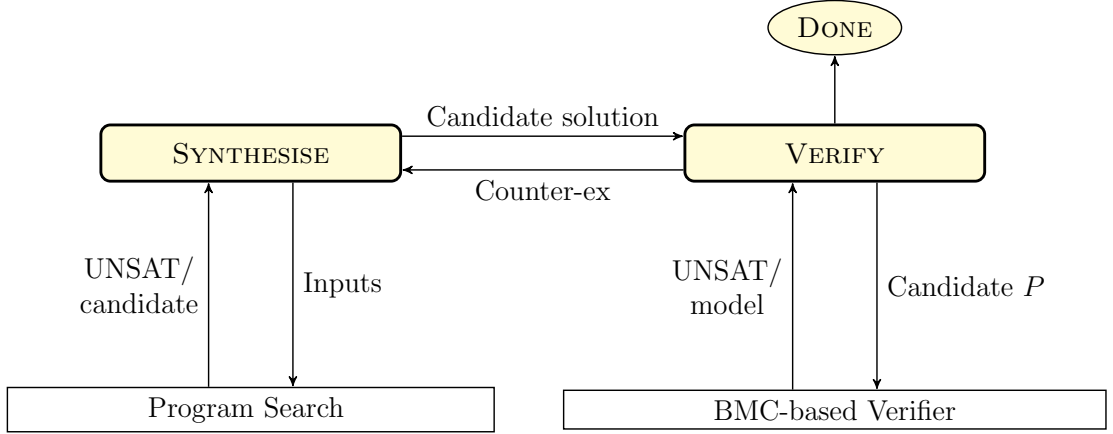 DONE
Candidate solution
SYNTHESISE
VERIFY
Counter-ex
UNSAT/
candidate
Inputs
UNSAT/
model
Candidate P
Program Search
BMC-based Verifier